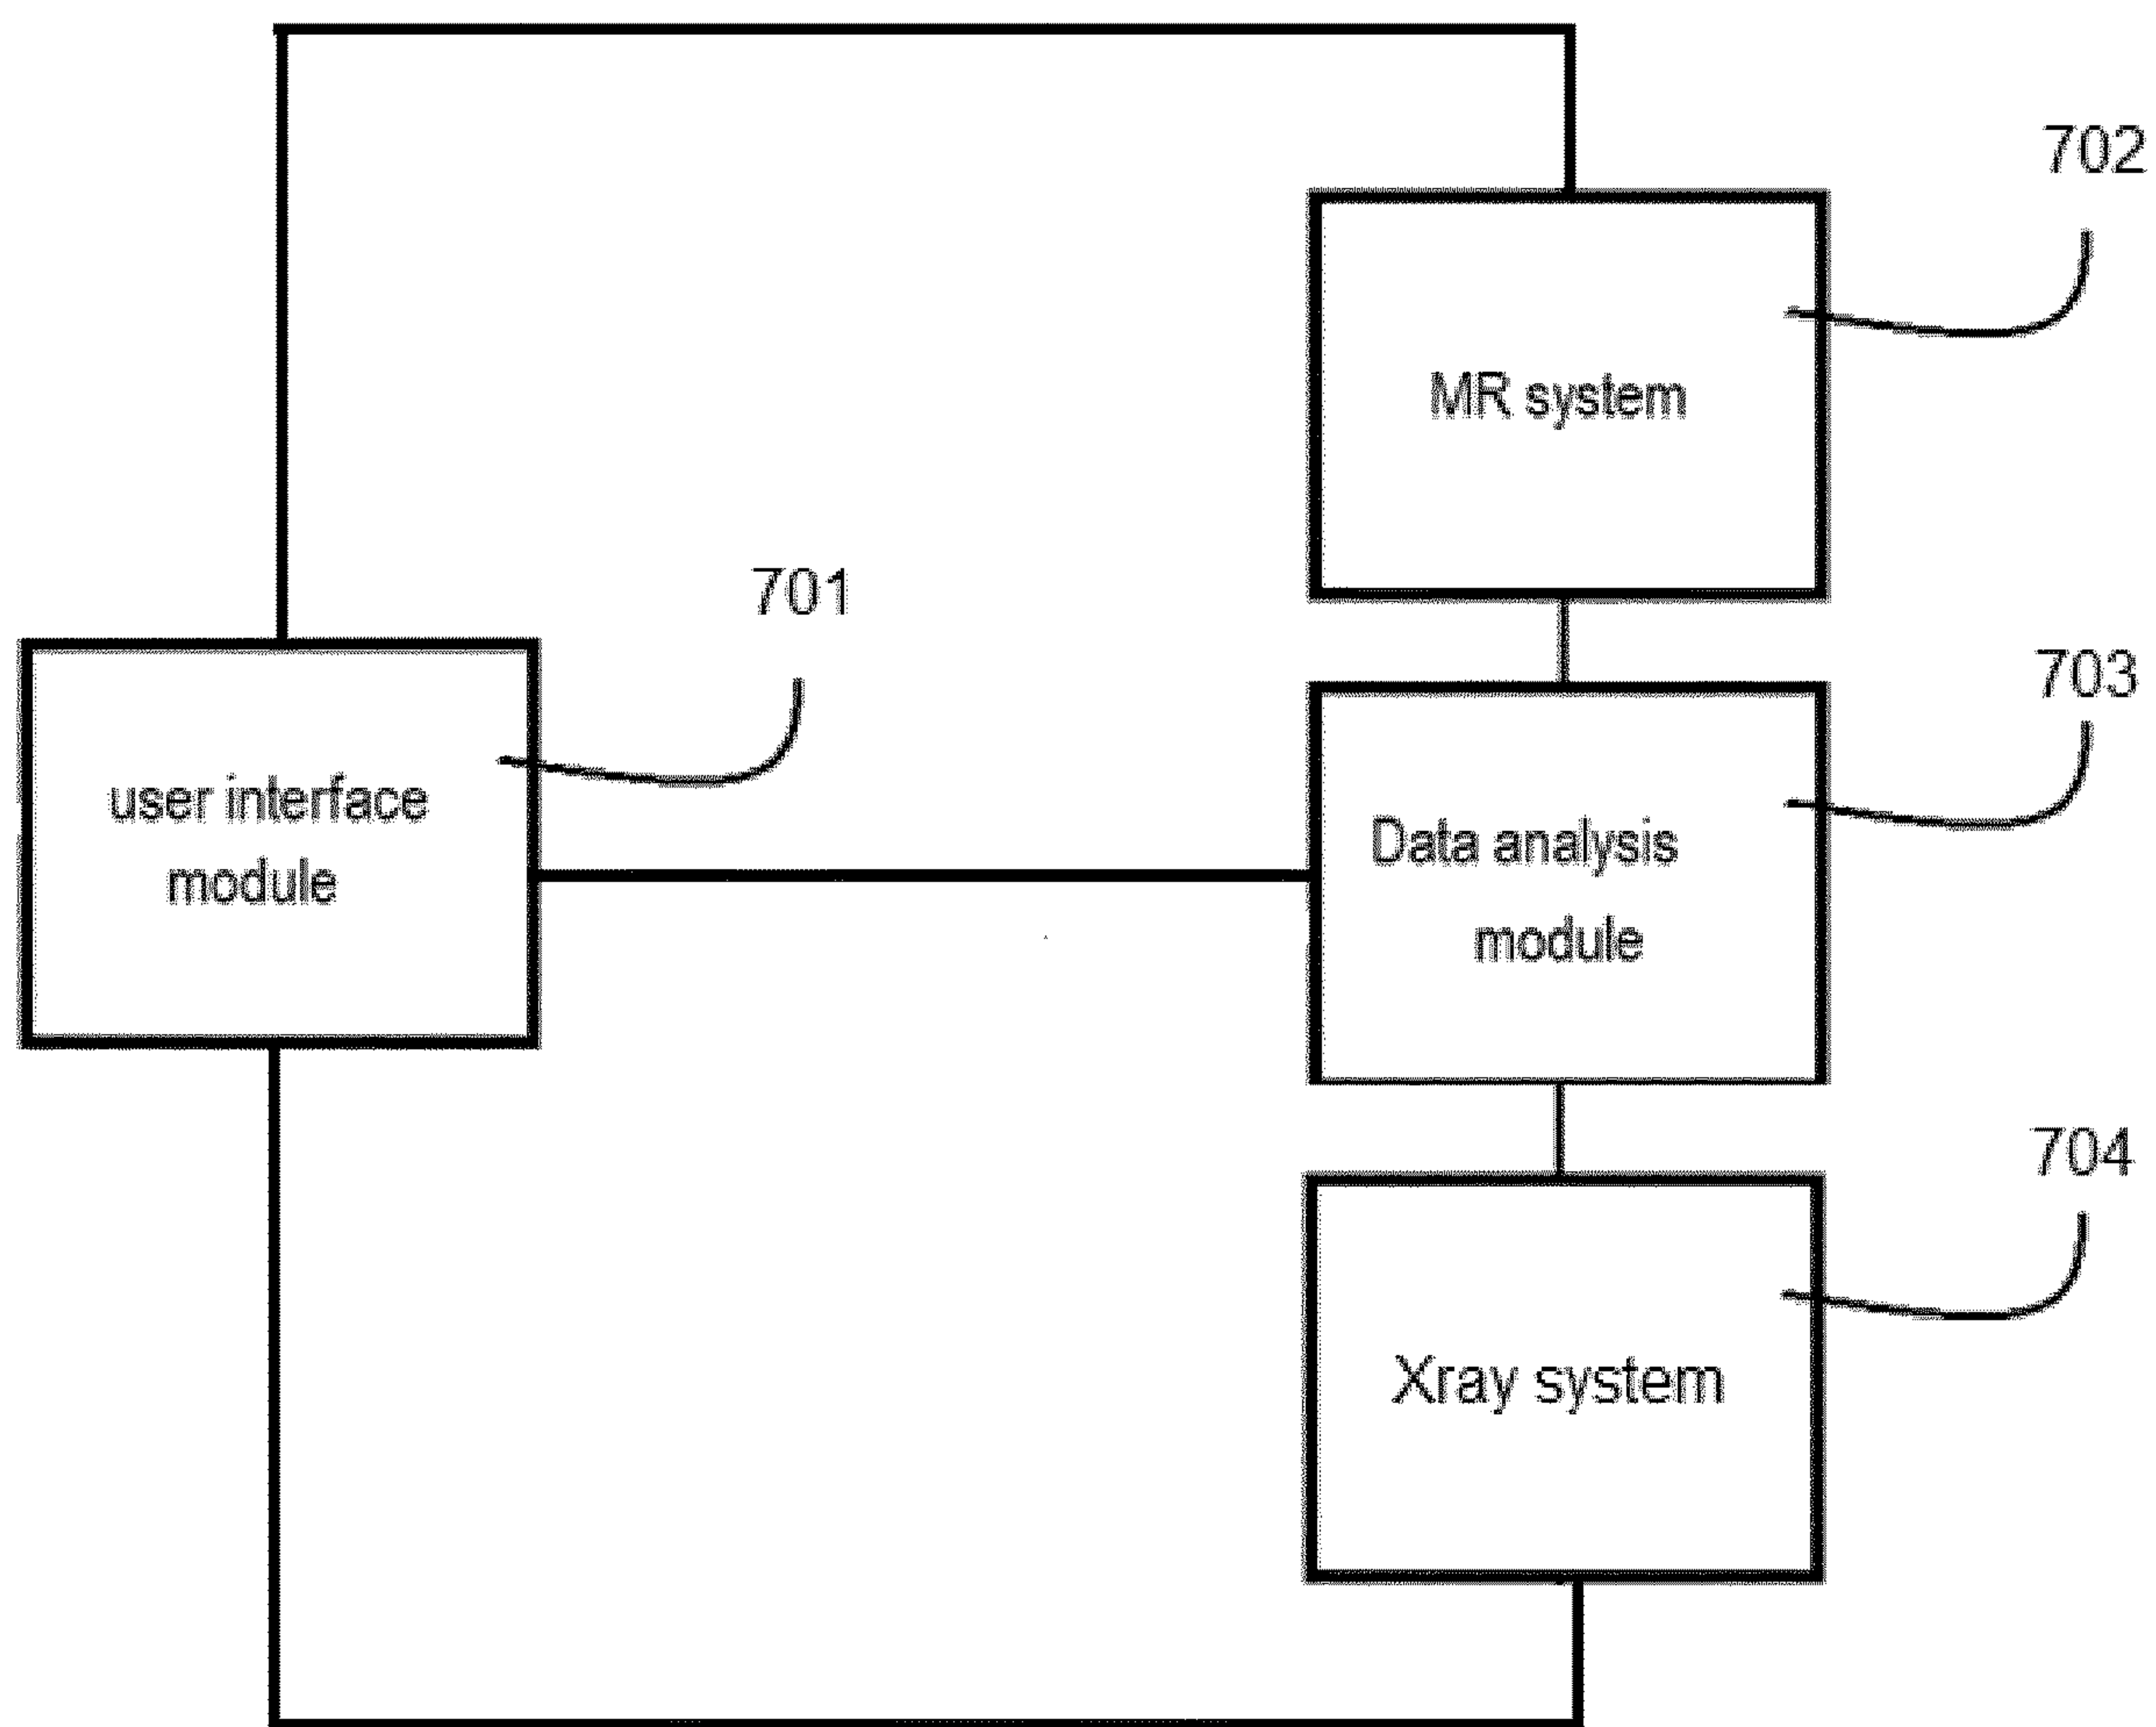 702
MR system
701
user interface
module
703
Data analysis
module
704
Xray system